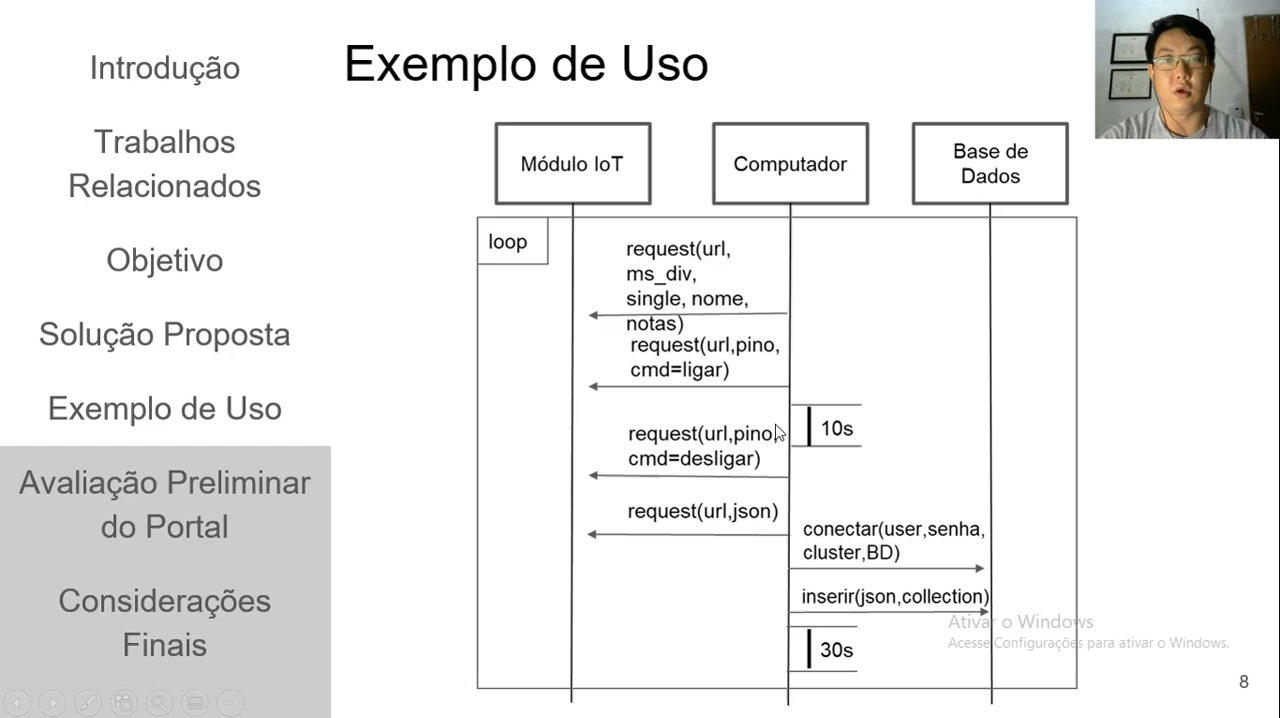 Introdução
Trabalhos
Relacionados
Objetivo
Solução Proposta
Exemplo de Uso
Avaliação Preliminar
do Portal
Considerações
Finais
Exemplo de Uso
Módulo IoT
Computador
Base de
Dados
loop
request(url,
ms_div,
single, nome,
notas)
request(url,pino,
cmd=ligar)
10s
request(url,pino,
cmd=desligar)
request(url,json)
conectar(user,senha,
cluster,BD)
inserir(json,collection)
30s
Ativar o Windows
Acesse Configurações para ativar o Windows.
8